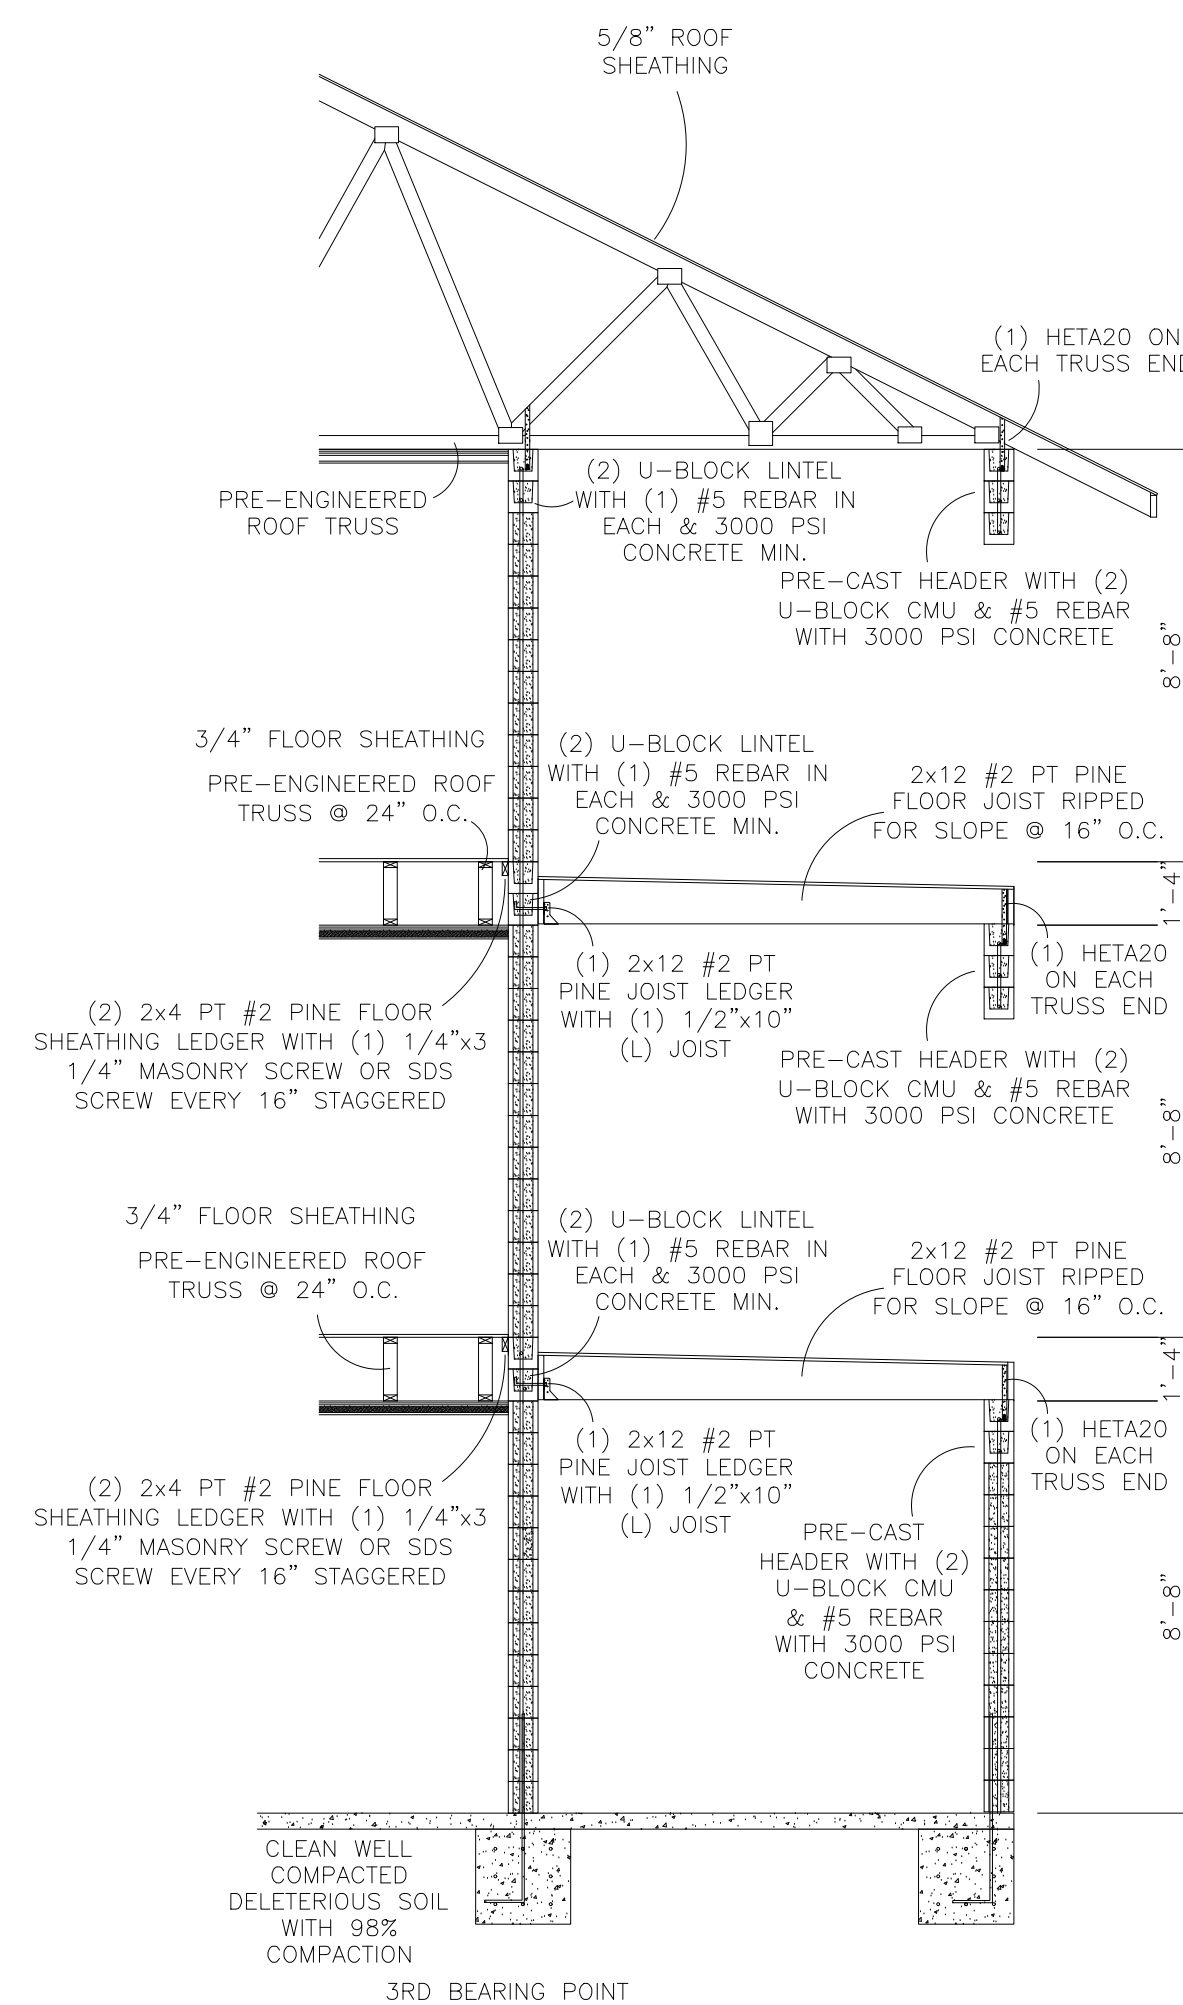 5/8" ROOF
SHEATHING
(1) HETA20 ON
EACH TRUSS END
PRE-ENGINEERED
ROOF TRUSS
(2) U-BLOCK LINTEL
WITH (1) #5 REBAR IN
EACH & 3000 PSI
CONCRETE MIN.
PRE-CAST HEADER WITH (2)
U-BLOCK CMU & #5 REBAR
WITH 3000 PSI CONCRETE
8'-8"
3/4" FLOOR SHEATHING
PRE-ENGINEERED ROOF
TRUSS @ 24" O.C.
(2) U-BLOCK LINTEL
WITH (1) #5 REBAR IN
EACH & 3000 PSI
CONCRETE MIN.
2x12 #2 PT PINE
FLOOR JOIST RIPPED
FOR SLOPE @ 16" O.C.
1'-4"
(2) 2x4 PT #2 PINE FLOOR
SHEATHING LEDGER WITH (1) 1/4"x3
1/4" MASONRY SCREW OR SDS
SCREW EVERY 16" STAGGERED
(1) 2x12 #2 PT
PINE JOIST LEDGER
WITH (1) 1/2"x10"
(L) JOIST
(1) HETA20
ON EACH
TRUSS END
PRE-CAST HEADER WITH (2)
U-BLOCK CMU & #5 REBAR
WITH 3000 PSI CONCRETE
8'-8"
3/4" FLOOR SHEATHING
PRE-ENGINEERED ROOF
TRUSS @ 24" O.C.
(2) U-BLOCK LINTEL
WITH (1) #5 REBAR IN
EACH & 3000 PSI
CONCRETE MIN.
2x12 #2 PT PINE
FLOOR JOIST RIPPED
FOR SLOPE @ 16" O.C.
1'-4"
(2) 2x4 PT #2 PINE FLOOR
SHEATHING LEDGER WITH (1) 1/4"x3
1/4" MASONRY SCREW OR SDS
SCREW EVERY 16" STAGGERED
(1) 2x12 #2 PT
PINE JOIST LEDGER
WITH (1) 1/2"x10"
(L) JOIST
(1) HETA20
ON EACH
TRUSS END
PRE-CAST
HEADER WITH (2)
U-BLOCK CMU
& #5 REBAR
WITH 3000 PSI
CONCRETE
8'-8"
CLEAN WELL
COMPACTED
DELETERIOUS SOIL
WITH 98%
COMPACTION
3RD BEARING POINT